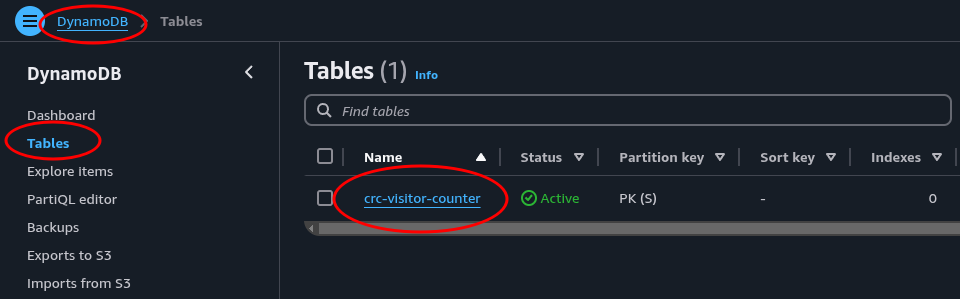 DynamoDB > Tables
DynamoDB
Dashboard
Tables
Explore items
PartiQL editor
Backups
Exports to S3
Imports from S3
Tables (1) Info
Find tables
Name Status Partition key Sort key Indexes
crc-visitor-counter Active PK (S) - 0